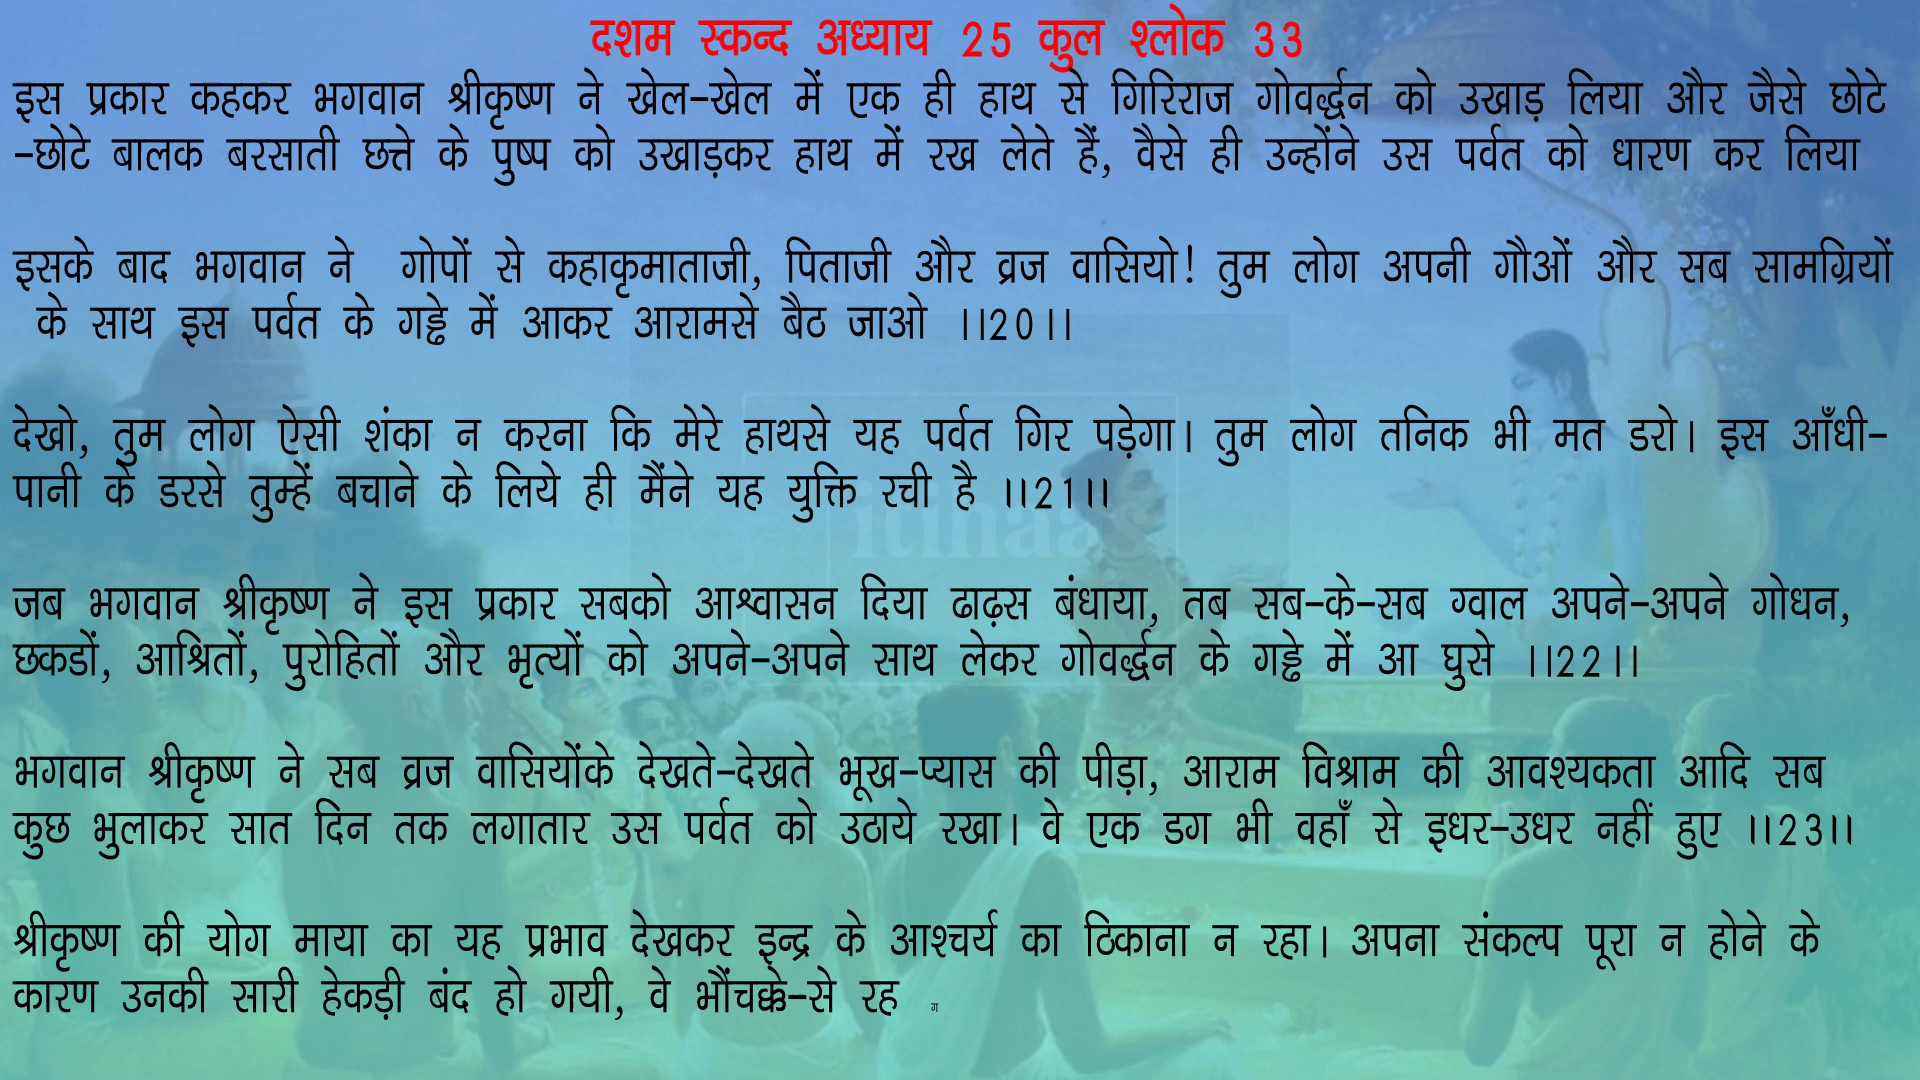 दशम स्कन्द अध्याय 25 कुल श्लोक 33
इस प्रकार कहकर भगवान श्रीकृष्ण ने खेल-खेल में एक ही हाथ से गिरिराज गोवर्द्धन को उखाड़ लिया और जैसे छोटे
-छोटे बालक बरसाती छत्ते के पुष्प को उखाड़कर हाथ में रख लेते हैं, वैसे ही उन्होंने उस पर्वत को धारण कर लिया
इसके बाद भगवान ने गोपों से कहाकृमाताजी, पिताजी और व्रज वासियो! तुम लोग अपनी गौओं और सब सामग्रियों
के साथ इस पर्वत के गड्ढे में आकर आरामसे बैठ जाओ ।।20।।
देखो, तुम लोग ऐसी शंका न करना कि मेरे हाथसे यह पर्वत गिर पड़ेगा। तुम लोग तनिक भी मत डरो। इस आँधी-
पानी के डरसे तुम्हें बचाने के लिये ही मैंने यह युक्ति रची है ।।21।।
जब भगवान श्रीकृष्ण ने इस प्रकार सबको आश्वासन दिया ढाढ़स बंधाया, तब सब-के-सब ग्वाल अपने-अपने गोधन,
छकडों, आश्रितों, पुरोहितों और भृत्यों को अपने-अपने साथ लेकर गोवर्द्धन के गड्ढे में आ घुसे ।।22।।
भगवान श्रीकृष्ण ने सब व्रज वासियोंके देखते-देखते भूख-प्यास की पीड़ा, आराम विश्राम की आवश्यकता आदि सब
कुछ भुलाकर सात दिन तक लगातार उस पर्वत को उठाये रखा। वे एक डग भी वहाँ से इधर-उधर नहीं हुए ।।23।।
श्रीकृष्ण की योग माया का यह प्रभाव देखकर इन्द्र के आश्चर्य का ठिकाना न रहा। अपना संकल्प पूरा न होने के
कारण उनकी सारी हेकड़ी बंद हो गयी, वे भौंचक्के-से रह ग
itihaas